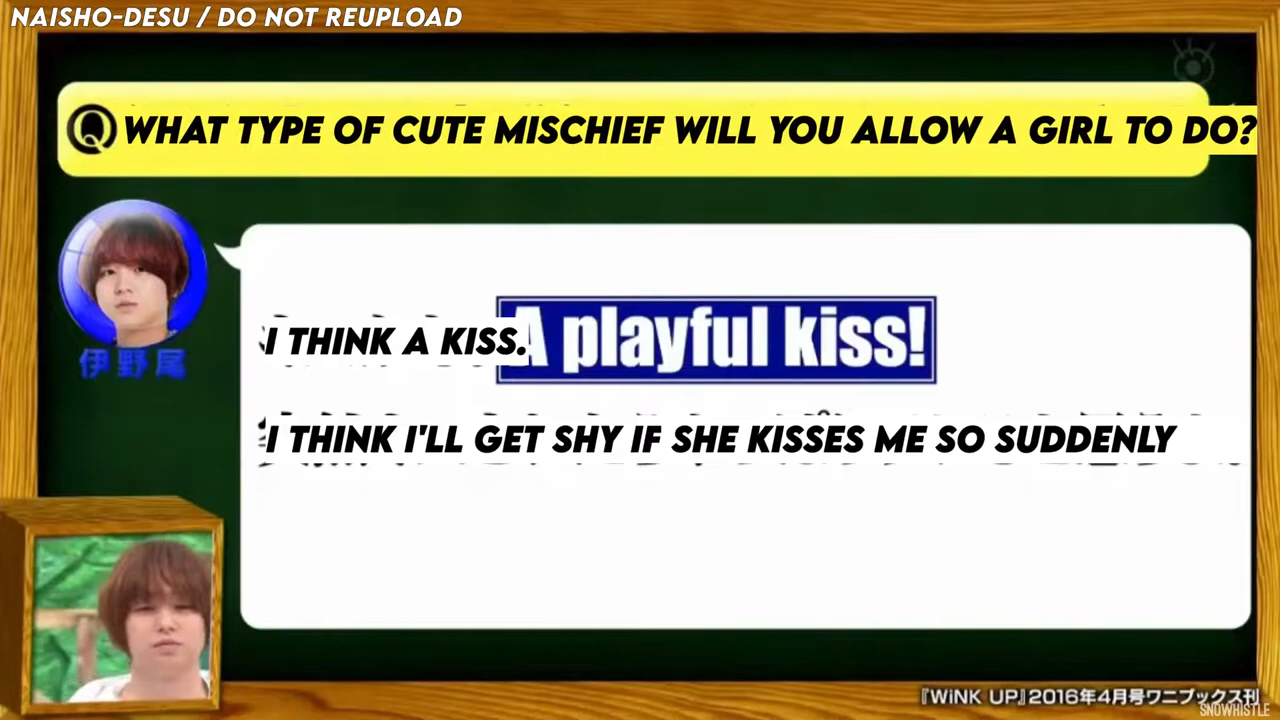 NAISHO-DESU / DO NOT REUPLOAD
Q WHAT TYPE OF CUTE MISCHIEF WILL YOU ALLOW A GIRL TO DO?
伊野尾
I THINK A KISS. A playful kiss!
I THINK I'LL GET SHY IF SHE KISSES ME SO SUDDENLY
『WiNK UP』2016年4月号ワニブックス刊
SNOWHISTLE